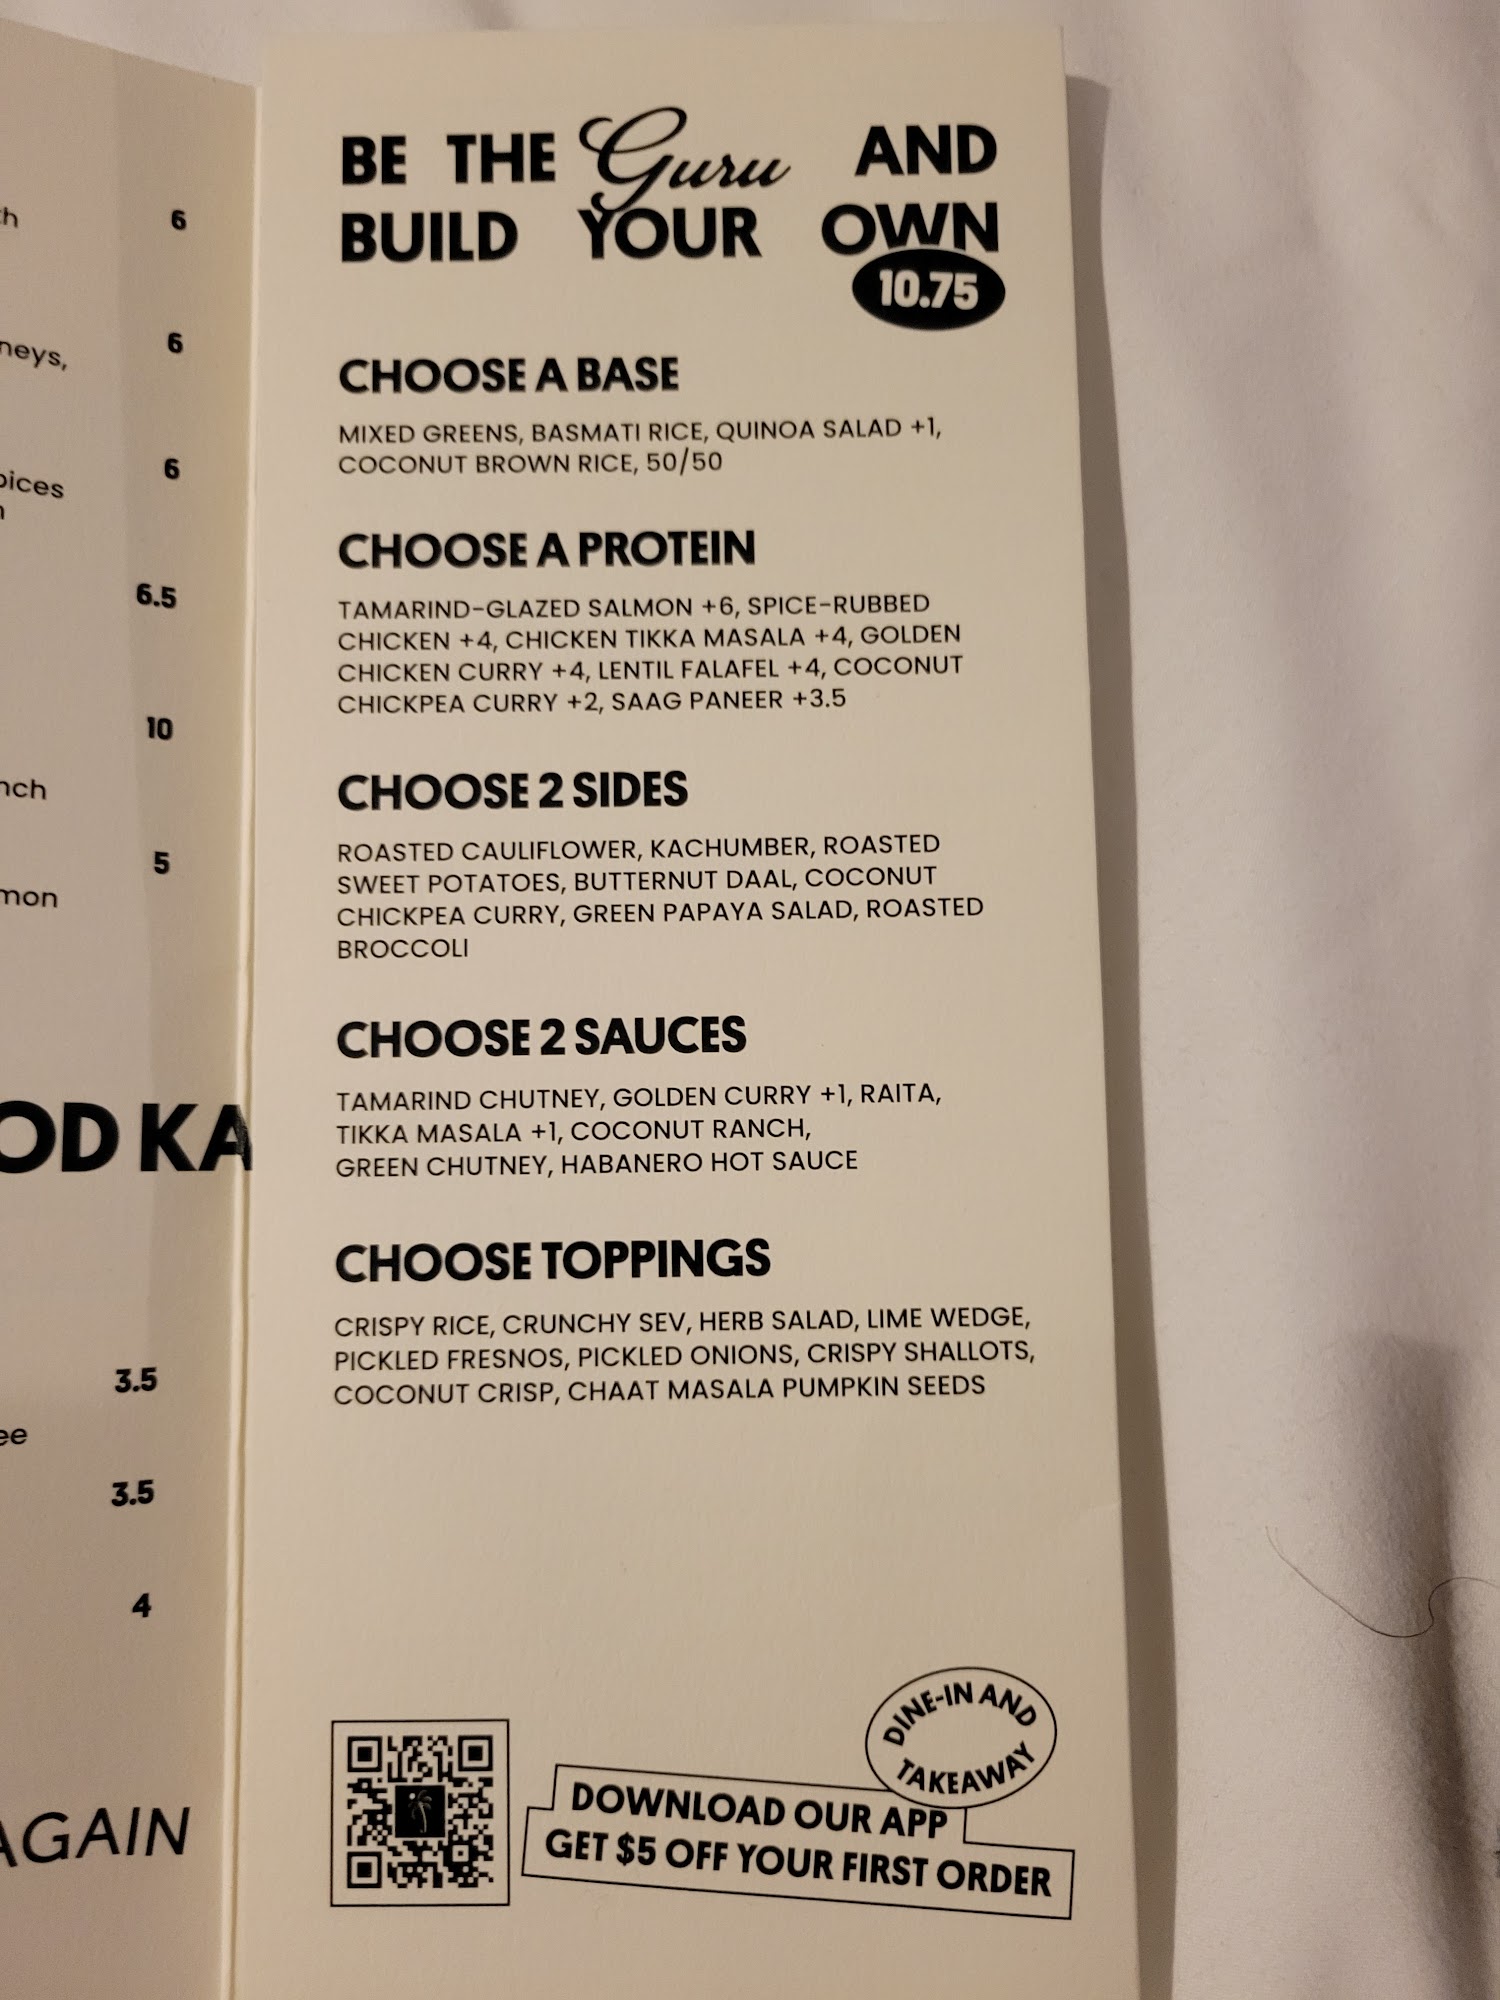 6
6
6
6.5
10
5
OD KA
3.5
3.5
4
AGAIN
BE THE Guru AND
BUILD YOUR OWN
10.75
CHOOSE A BASE
MIXED GREENS, BASMATI RICE, QUINOA SALAD +1,
COCONUT BROWN RICE, 50/50
CHOOSE A PROTEIN
TAMARIND-GLAZED SALMON +6, SPICE-RUBBED
CHICKEN +4, CHICKEN TIKKA MASALA +4, GOLDEN
CHICKEN CURRY +4, LENTIL FALAFEL +4, COCONUT
CHICKPEA CURRY +2, SAAG PANEER +3.5
CHOOSE 2 SIDES
ROASTED CAULIFLOWER, KACHUMBER, ROASTED
SWEET POTATOES, BUTTERNUT DAAL, COCONUT
CHICKPEA CURRY, GREEN PAPAYA SALAD, ROASTED
BROCCOLI
CHOOSE 2 SAUCES
TAMARIND CHUTNEY, GOLDEN CURRY +1, RAITA,
TIKKA MASALA +1, COCONUT RANCH,
GREEN CHUTNEY, HABANERO HOT SAUCE
CHOOSE TOPPINGS
CRISPY RICE, CRUNCHY SEV, HERB SALAD, LIME WEDGE,
PICKLED FRESNOS, PICKLED ONIONS, CRISPY SHALLOTS,
COCONUT CRISP, CHAAT MASALA PUMPKIN SEEDS
DINE-IN AND
TAKEAWAY
DOWNLOAD OUR APP
GET $5 OFF YOUR FIRST ORDER